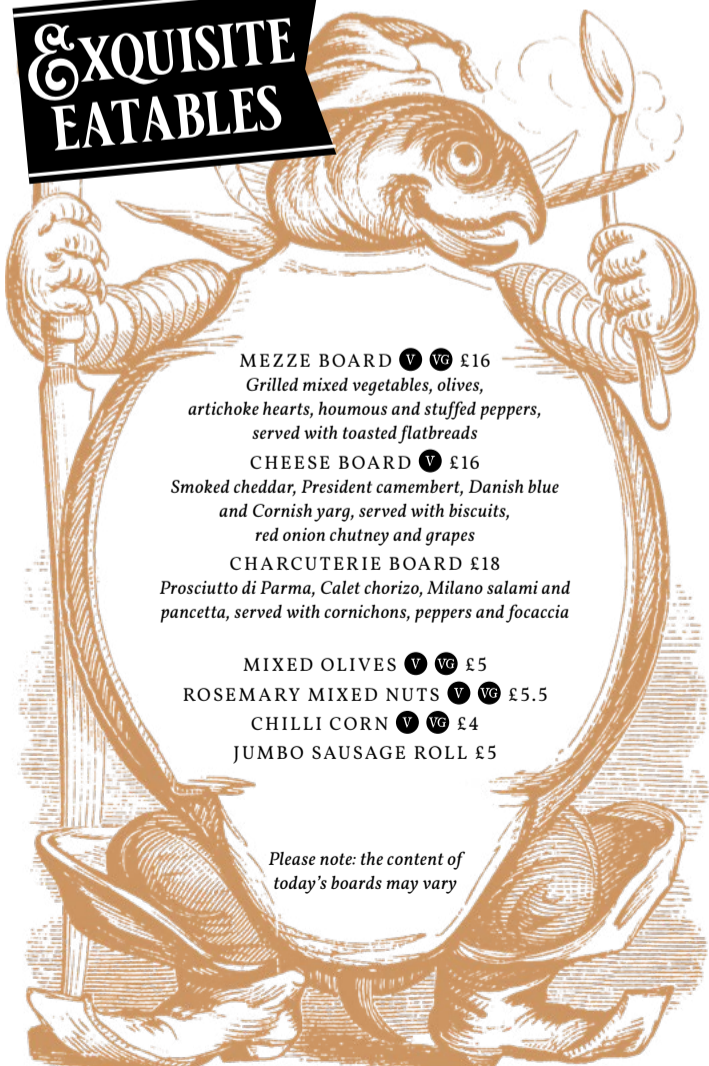 EXQUISITE
EATABLES
MEZZE BOARD V VG £16
Grilled mixed vegetables, olives,
artichoke hearts, houmous and stuffed peppers,
served with toasted flatbreads
CHEESE BOARD V £16
Smoked cheddar, President camembert, Danish blue
and Cornish yarg, served with biscuits,
red onion chutney and grapes
CHARCUTERIE BOARD £18
Prosciutto di Parma, Calet chorizo, Milano salami and
pancetta, served with cornichons, peppers and focaccia
MIXED OLIVES V VG £5
ROSEMARY MIXED NUTS V VG £5.5
CHILLI CORN V VG £4
JUMBO SAUSAGE ROLL £5
Please note: the content of
today's boards may vary